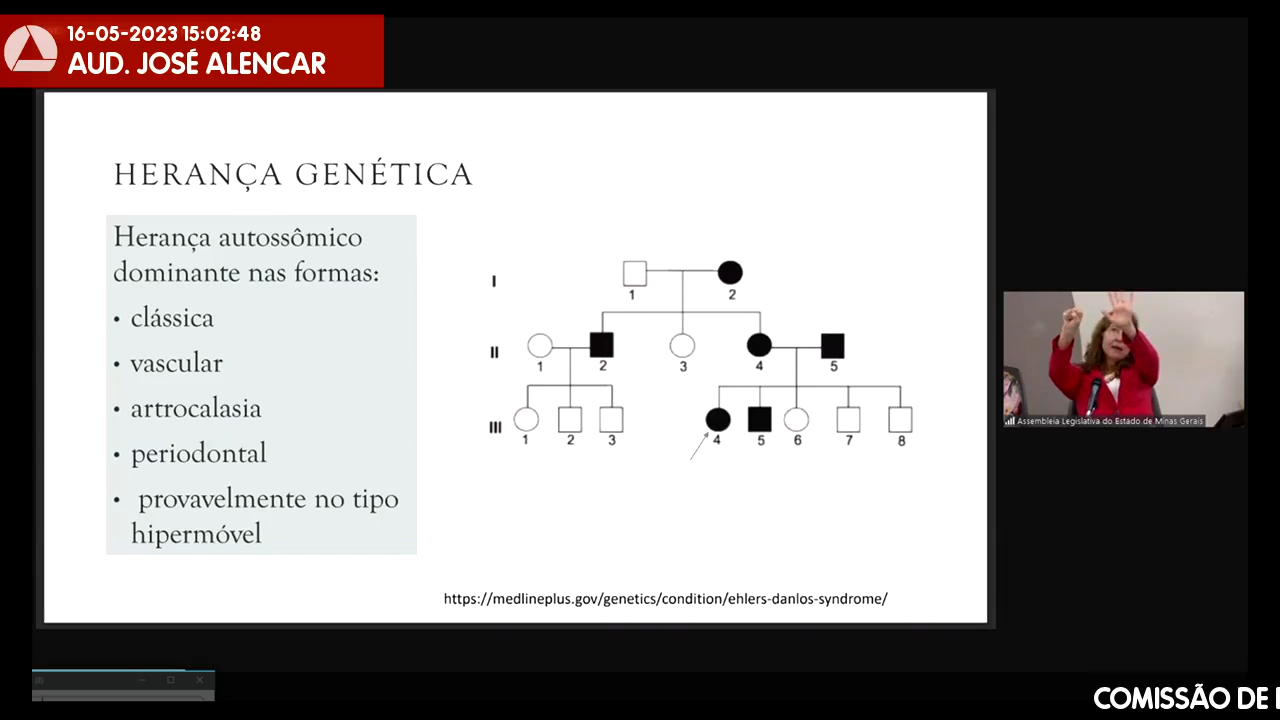 16-05-2023 15:02:48
AUD. JOSÉ ALENCAR
HERANÇA GENÉTICA
Herança autossômico
dominante nas formas:
• clássica
• vascular
• artrocalasia
• periodontal
• provavelmente no tipo
hipermóvel
I
1 2
II
1 2 3 4 5
III
1 2 3 4 5 6 7 8
https://medlineplus.gov/genetics/condition/ehlers-danlos-syndrome/
Assembleia Legislativa do Estado de Minas Gerais
COMISSÃO DE